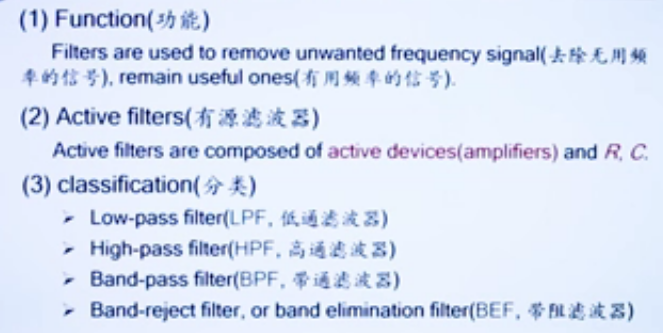 (1) Function(功能)
Filters are used to remove unwanted frequency signal(去除无用频
率的信号), remain useful ones(有用频率的信号).
(2) Active filters(有源滤波器)
Active filters are composed of active devices(amplifiers) and R, C.
(3) classification(分类)
➤ Low-pass filter(LPF, 低通滤波器)
➤ High-pass filter(HPF, 高通滤波器)
➤ Band-pass filter(BPF, 带通滤波器)
➤ Band-reject filter, or band elimination filter(BEF, 带阻滤波器)